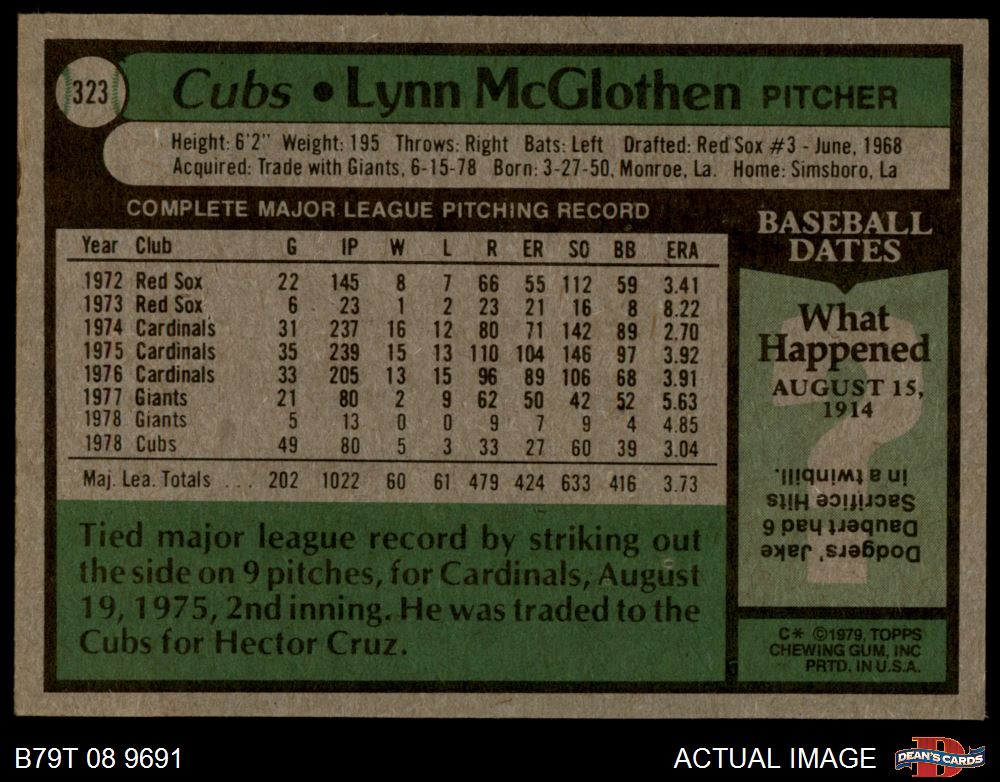 323
Cubs • Lynn McGlothen PITCHER
Height: 6'2" Weight: 195 Throws: Right Bats: Left Drafted: Red Sox #3 - June, 1968
Acquired: Trade with Giants, 6-15-78 Born: 3-27-50, Monroe, La. Home: Simsboro, La
COMPLETE MAJOR LEAGUE PITCHING RECORD
Year Club G IP W L R ER SO BB ERA
1972 Red Sox 22 145 8 7 66 55 112 59 3.41
1973 Red Sox 6 23 1 2 23 21 16 8 8.22
1974 Cardinals 31 237 16 12 80 71 142 89 2.70
1975 Cardinals 35 239 15 13 110 104 146 97 3.92
1976 Cardinals 33 205 13 15 96 89 106 68 3.91
1977 Giants 21 80 2 9 62 50 42 52 5.63
1978 Giants 5 13 0 0 9 7 9 4 4.85
1978 Cubs 49 80 5 3 33 27 60 39 3.04
Maj. Lea. Totals ... 202 1022 60 61 479 424 633 416 3.73
Tied major league record by striking out
the side on 9 pitches, for Cardinals, August
19, 1975, 2nd inning. He was traded to the
Cubs for Hector Cruz.
BASEBALL
DATES
What
Happened
AUGUST 15,
1914
?
Dodgers' Jake
Daubert had 6
Sacrifice Hits
in a twinbill.
C* ©1979, TOPPS
CHEWING GUM, INC
PRTD. IN U.S.A.
B79T 08 9691
ACTUAL IMAGE
D
DEAN'S CARDS